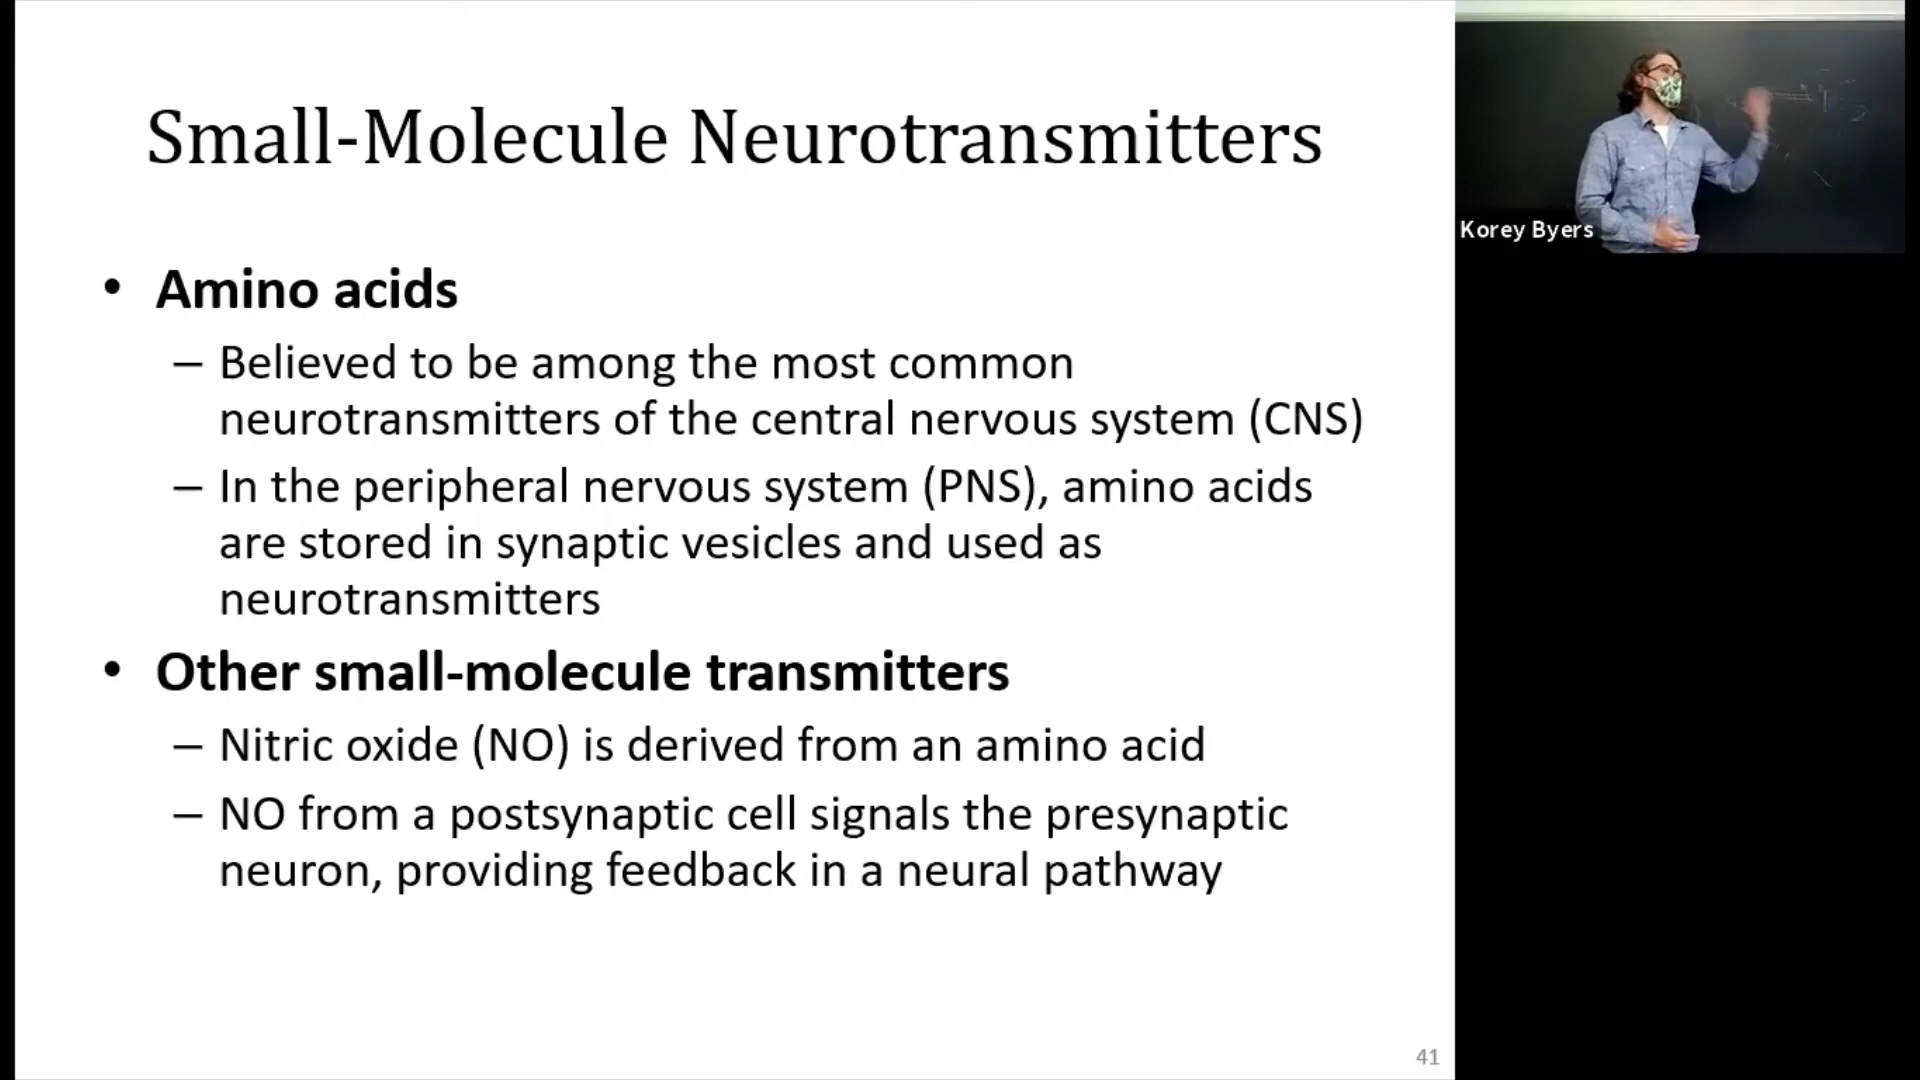 Small-Molecule Neurotransmitters
• Amino acids
– Believed to be among the most common
neurotransmitters of the central nervous system (CNS)
– In the peripheral nervous system (PNS), amino acids
are stored in synaptic vesicles and used as
neurotransmitters
• Other small-molecule transmitters
– Nitric oxide (NO) is derived from an amino acid
– NO from a postsynaptic cell signals the presynaptic
neuron, providing feedback in a neural pathway
41
Korey Byers